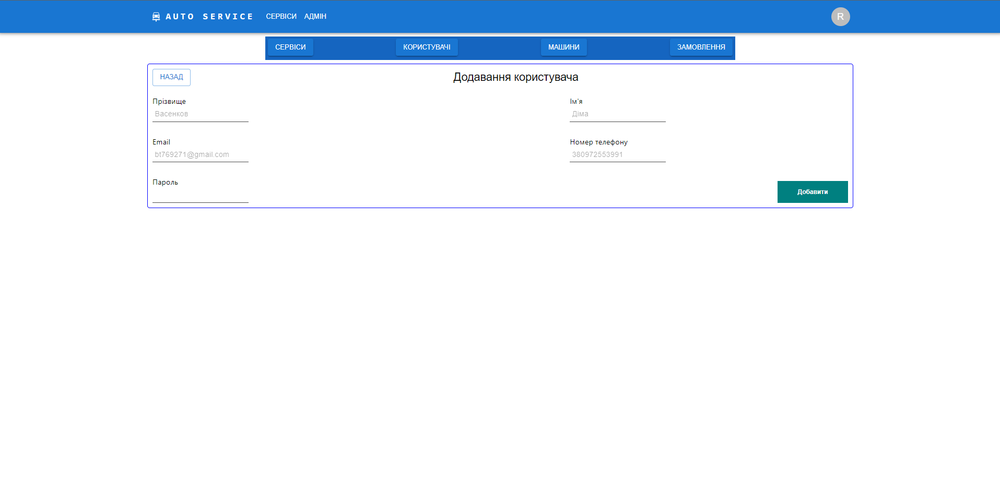 AUTO SERVICE СЕРВІСИ АДМІН R
СЕРВІСИ КОРИСТУВАЧІ МАШИНИ ЗАМОВЛЕННЯ
НАЗАД Додавання користувача
Прізвище Ім'я
Васенков Діма
Email Номер телефону
bt769271@gmail.com 380972553991
Пароль
Добавити